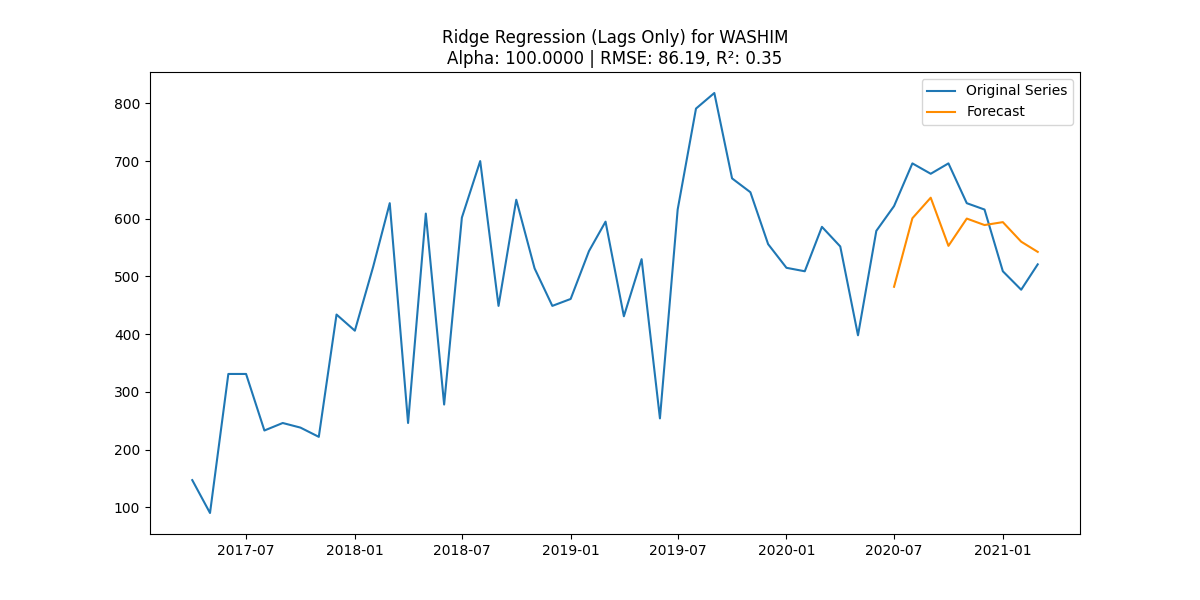 Ridge Regression (Lags Only) for WASHIM
Alpha: 100.0000 | RMSE: 86.19, R²: 0.35
Original Series
Forecast
800
700
600
500
400
300
200
100
2017-07 2018-01 2018-07 2019-01 2019-07 2020-01 2020-07 2021-01